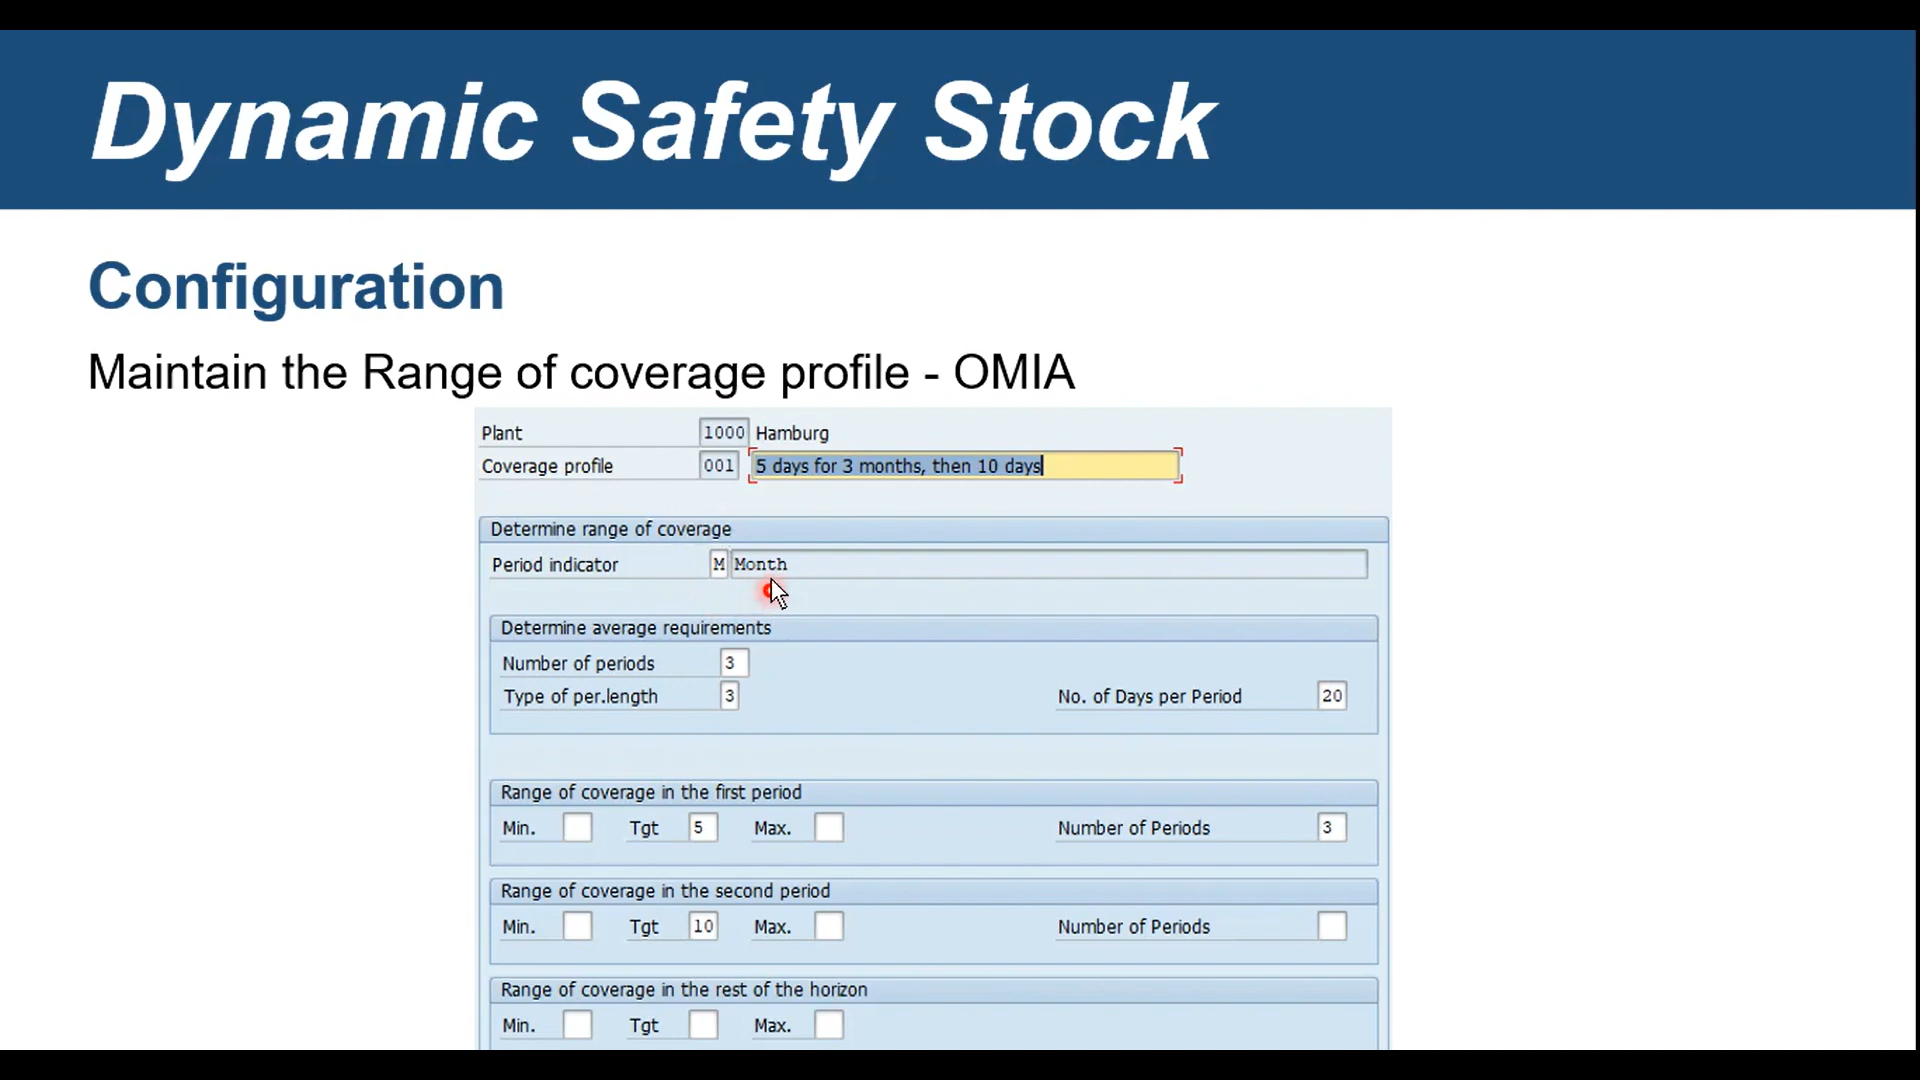 Dynamic Safety Stock
Configuration
Maintain the Range of coverage profile - OMIA
Plant 1000 Hamburg
Coverage profile 001 5 days for 3 months, then 10 days
Determine range of coverage
Period indicator M Month
Determine average requirements
Number of periods 3
Type of per.length 3 No. of Days per Period 20
Range of coverage in the first period
Min. Tgt 5 Max. Number of Periods 3
Range of coverage in the second period
Min. Tgt 10 Max. Number of Periods
Range of coverage in the rest of the horizon
Min. Tgt Max.